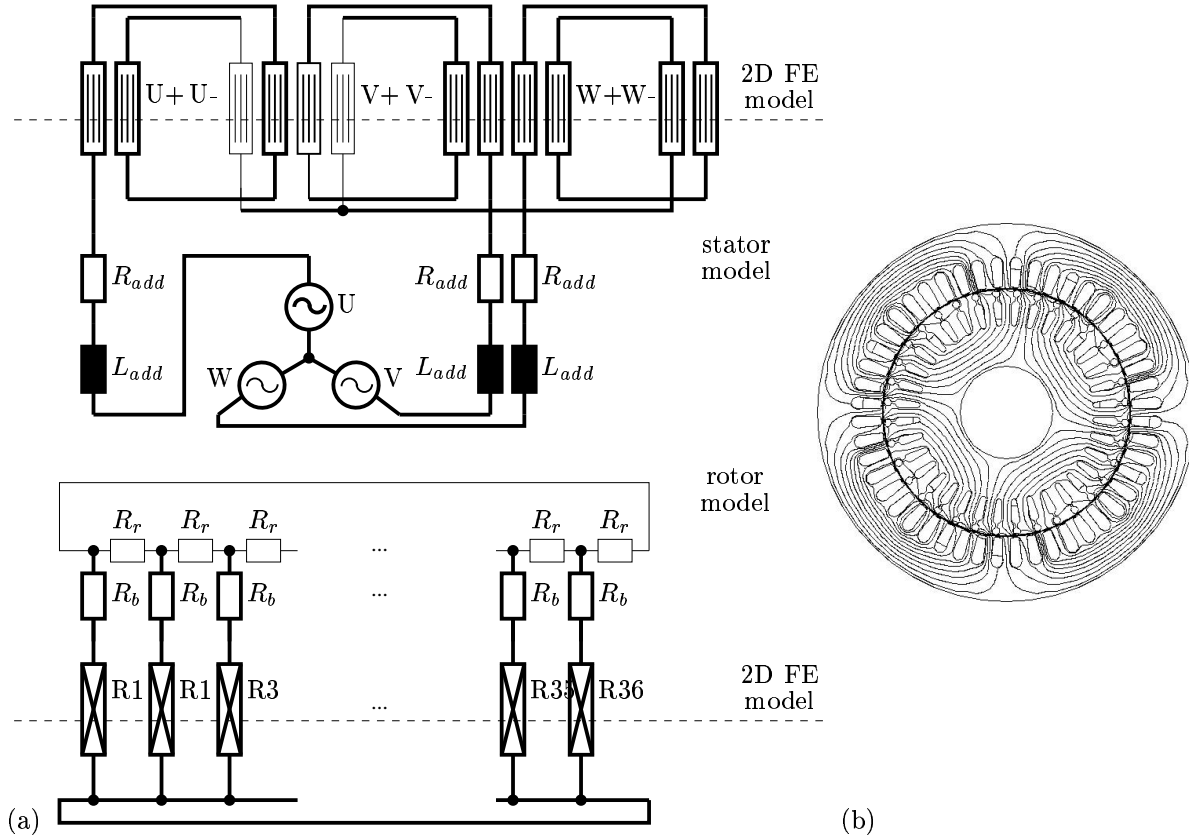 U+ U-
V+ V-
W+W-
2D FE
model
stator
model
R_add
R_add
R_add
U
W
V
L_add
L_add
L_add
rotor
model
R_r
R_r
R_r
...
R_r
R_r
R_b
R_b
R_b
...
R_b
R_b
R1
R1
R3
...
R35
R36
2D FE
model
(a)
(b)